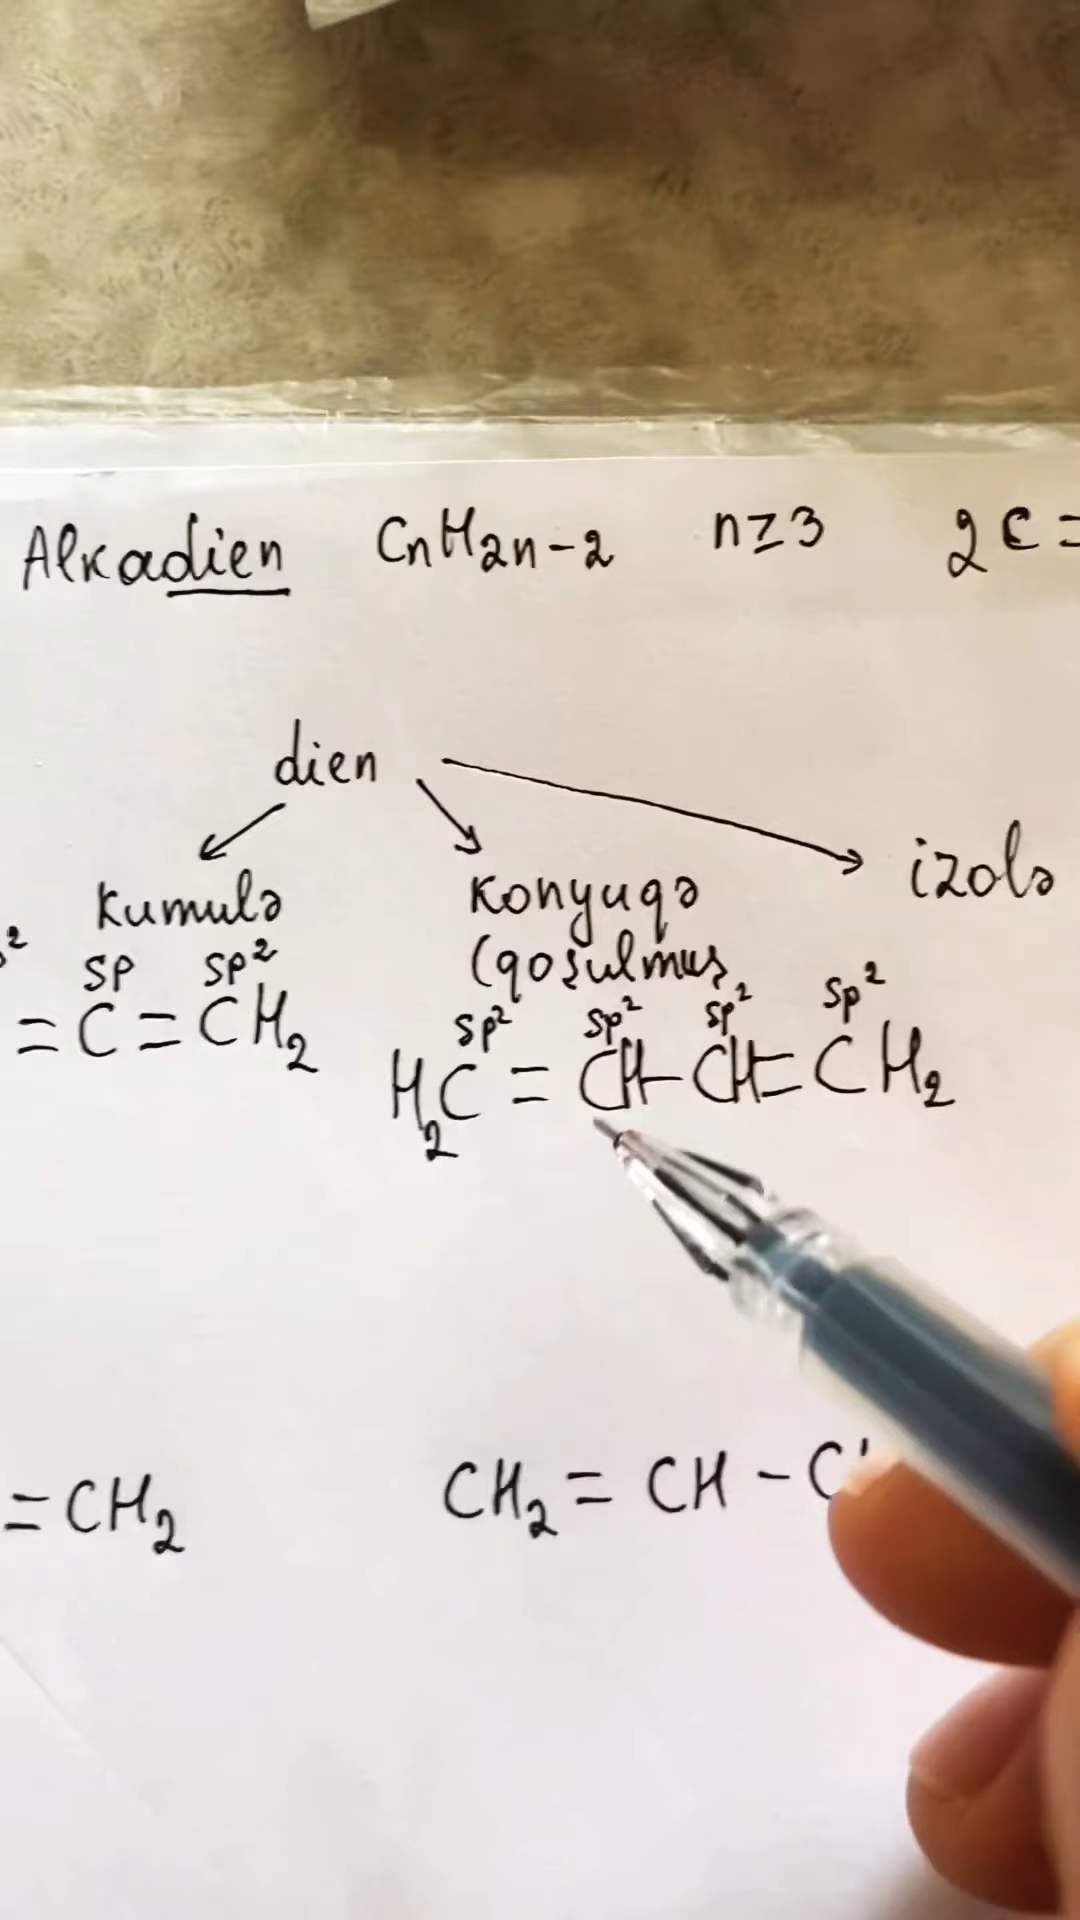 Alkadien CnH2n-2 n≥3 2C=
dien
kumulə konyuqə izolə
(qoşulmuş
sp² sp sp² sp² sp² sp² sp²
=C=CH2 H2C=CH-CH=CH2
=CH2 CH2=CH-C